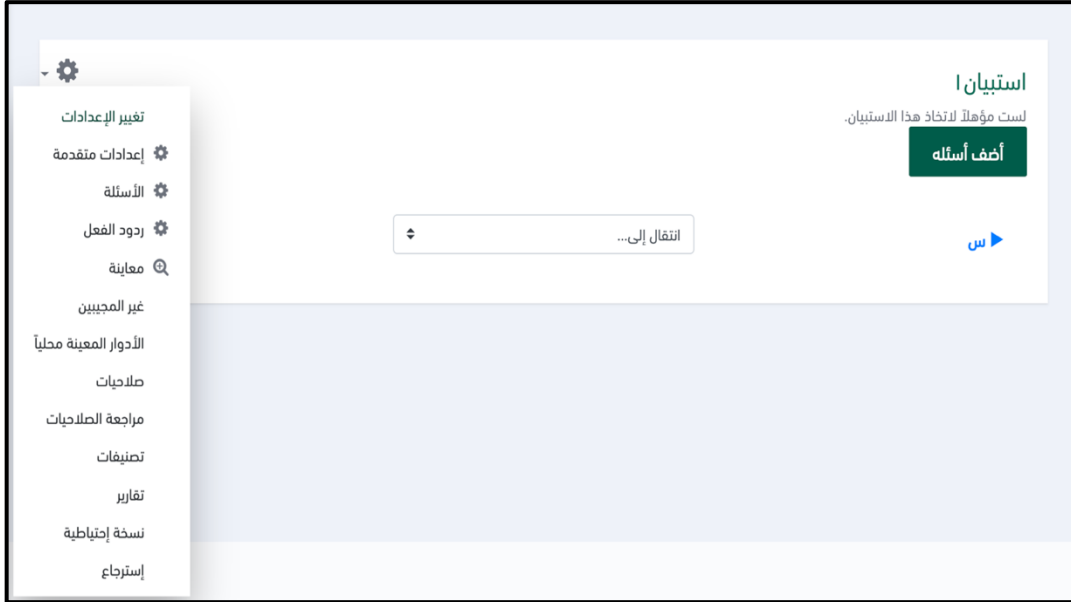 استبيان ١
لست مؤهلاً لاتخاذ هذا الاستبيان.
أضف أسئله
س
انتقال إلى...
تغيير الإعدادات
إعدادات متقدمة
الأسئلة
ردود الفعل
معاينة
غير المجيبين
الأدوار المعينة محلياً
صلاحيات
مراجعة الصلاحيات
تصنيفات
تقارير
نسخة إحتياطية
إسترجاع